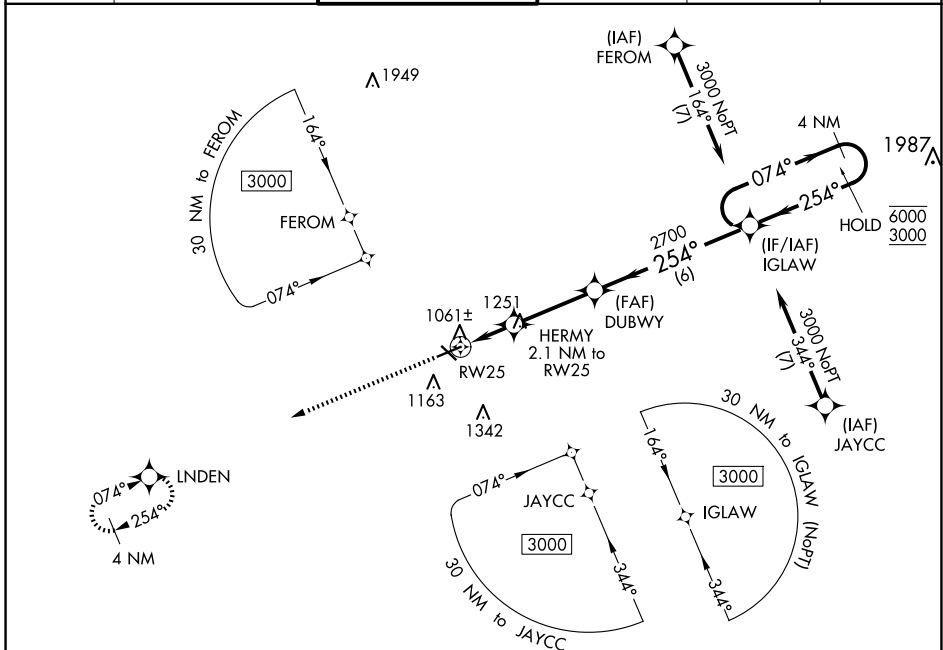 (IAF)
FEROM
3000 NoPT
164°
(7)
1949
30 NM to FEROM
164°
3000
FEROM
074°
4 NM
1987
074°
254°
HOLD
6000
3000
(IF/IAF)
IGLAW
2700
254°
(6)
(FAF)
DUBWY
1251
HERMY
2.1 NM to
RW25
1061±
RW25
1163
1342
3000 NoPT
344°
(7)
(IAF)
JAYCC
LNDEN
074°
254°
4 NM
074°
JAYCC
3000
344°
30 NM to JAYCC
30 NM to IGLAW (NoPT)
164°
3000
IGLAW
344°